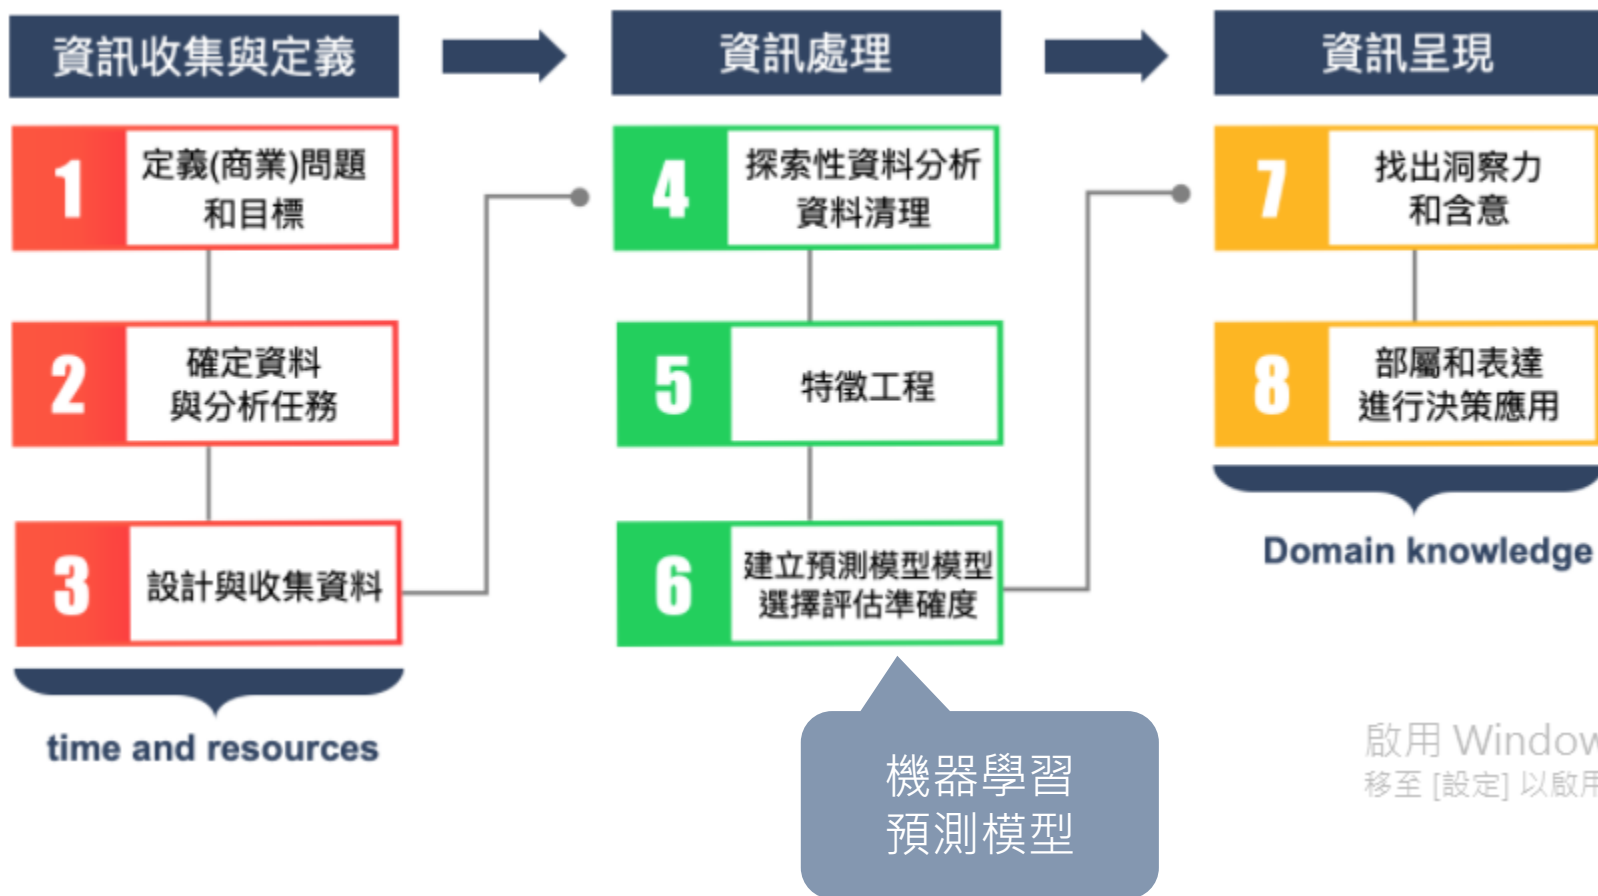 資訊收集與定義
1
定義(商業)問題
和目標
2
確定資料
與分析任務
3
設計與收集資料
time and resources
資訊處理
4
探索性資料分析
資料清理
5
特徵工程
6
建立預測模型模型
選擇評估準確度
機器學習
預測模型
資訊呈現
7
找出洞察力
和含意
8
部屬和表達
進行決策應用
Domain knowledge
啟用 Window
移至 [設定] 以啟用